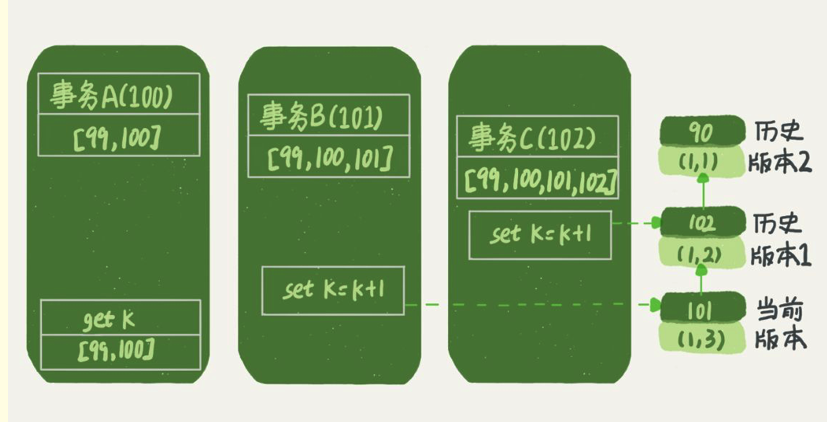 事务A(100)
[99,100]
get k
[99,100]
事务B(101)
[99,100,101]
set k=k+1
事务C(102)
[99,100,101,102]
set k=k+1
90
(1,1)
历史
版本2
102
(1,2)
历史
版本1
101
(1,3)
当前
版本